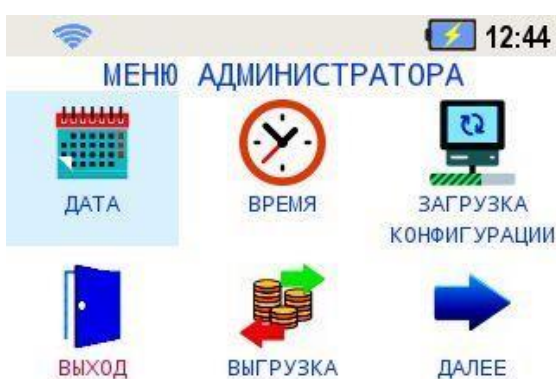 12:44
МЕНЮ АДМИНИСТРАТОРА
ДАТА
ВРЕМЯ
ЗАГРУЗКА
КОНФИГУРАЦИИ
ВЫХОД
ВЫГРУЗКА
ДАЛЕЕ